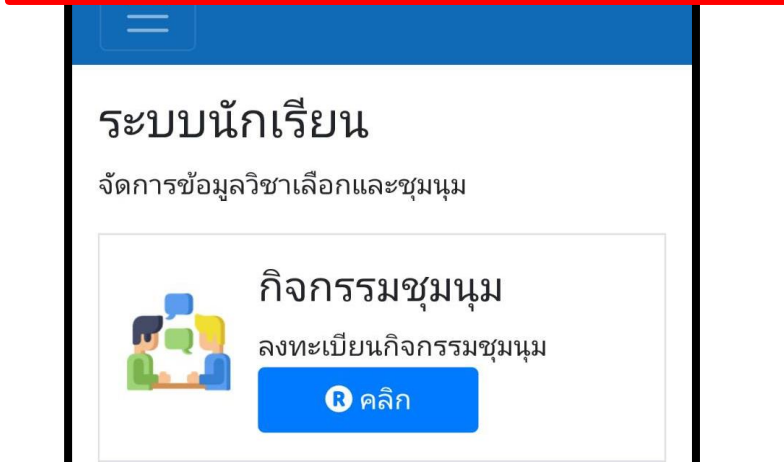 ระบบนักเรียน
จัดการข้อมูลวิชาเลือกและชุมนุม
กิจกรรมชุมนุม
ลงทะเบียนกิจกรรมชุมนุม
R คลิก